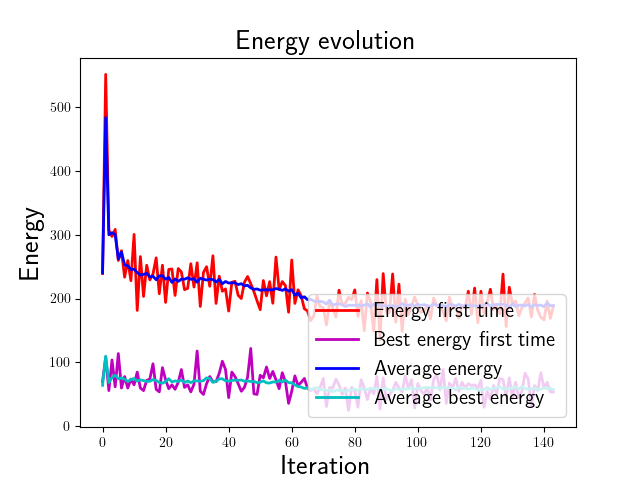 Energy evolution
Energy
500
400
300
200
100
0
Energy first time
Best energy first time
Average energy
Average best energy
0 20 40 60 80 100 120 140
Iteration